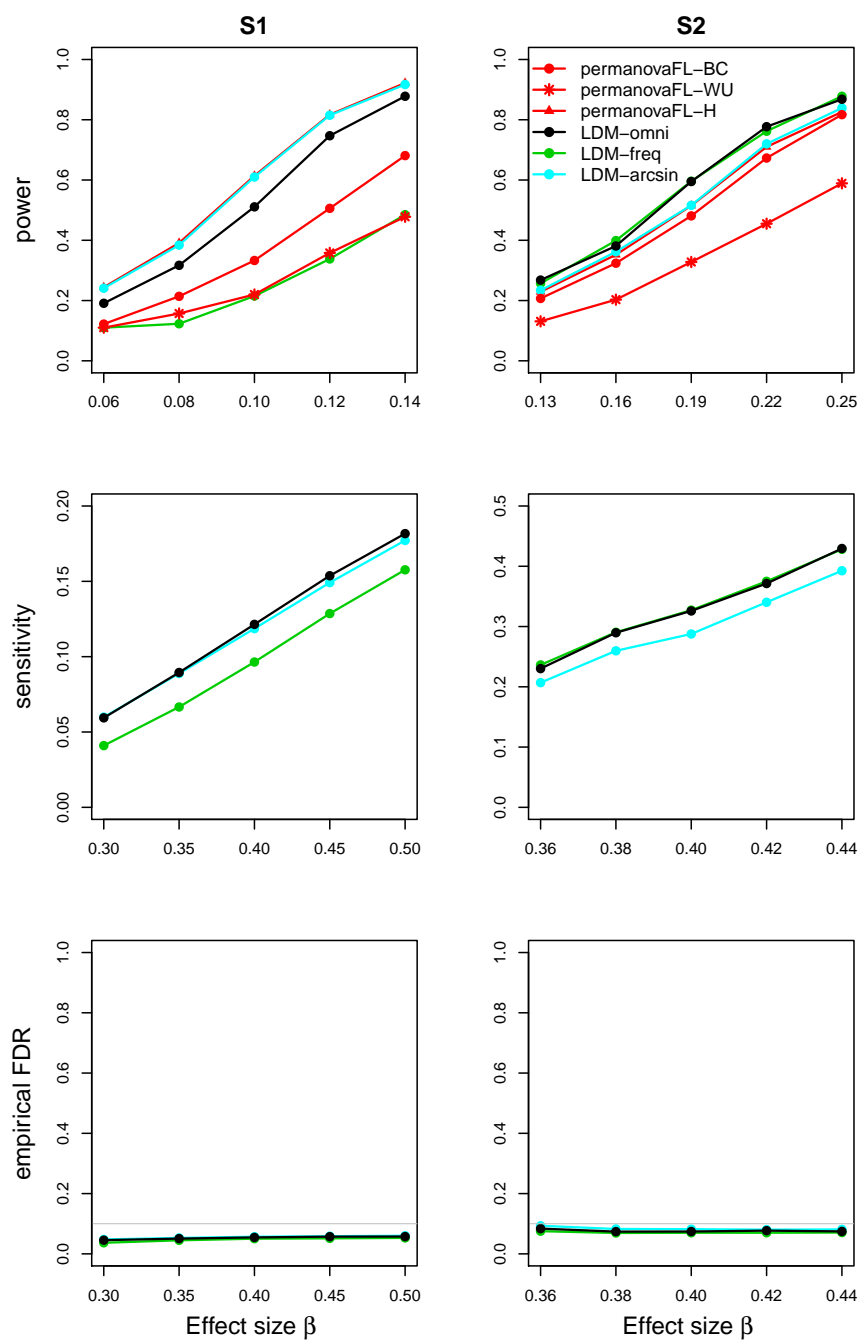 S1
S2
power
1.0
0.8
0.6
0.4
0.2
0.0
0.06 0.08 0.10 0.12 0.14
permanovaFL−BC
permanovaFL−WU
permanovaFL−H
LDM−omni
LDM−freq
LDM−arcsin
1.0
0.8
0.6
0.4
0.2
0.0
0.13 0.16 0.19 0.22 0.25
sensitivity
0.20
0.15
0.10
0.05
0.00
0.30 0.35 0.40 0.45 0.50
0.5
0.4
0.3
0.2
0.1
0.0
0.36 0.38 0.40 0.42 0.44
empirical FDR
1.0
0.8
0.6
0.4
0.2
0.0
0.30 0.35 0.40 0.45 0.50
Effect size β
1.0
0.8
0.6
0.4
0.2
0.0
0.36 0.38 0.40 0.42 0.44
Effect size β